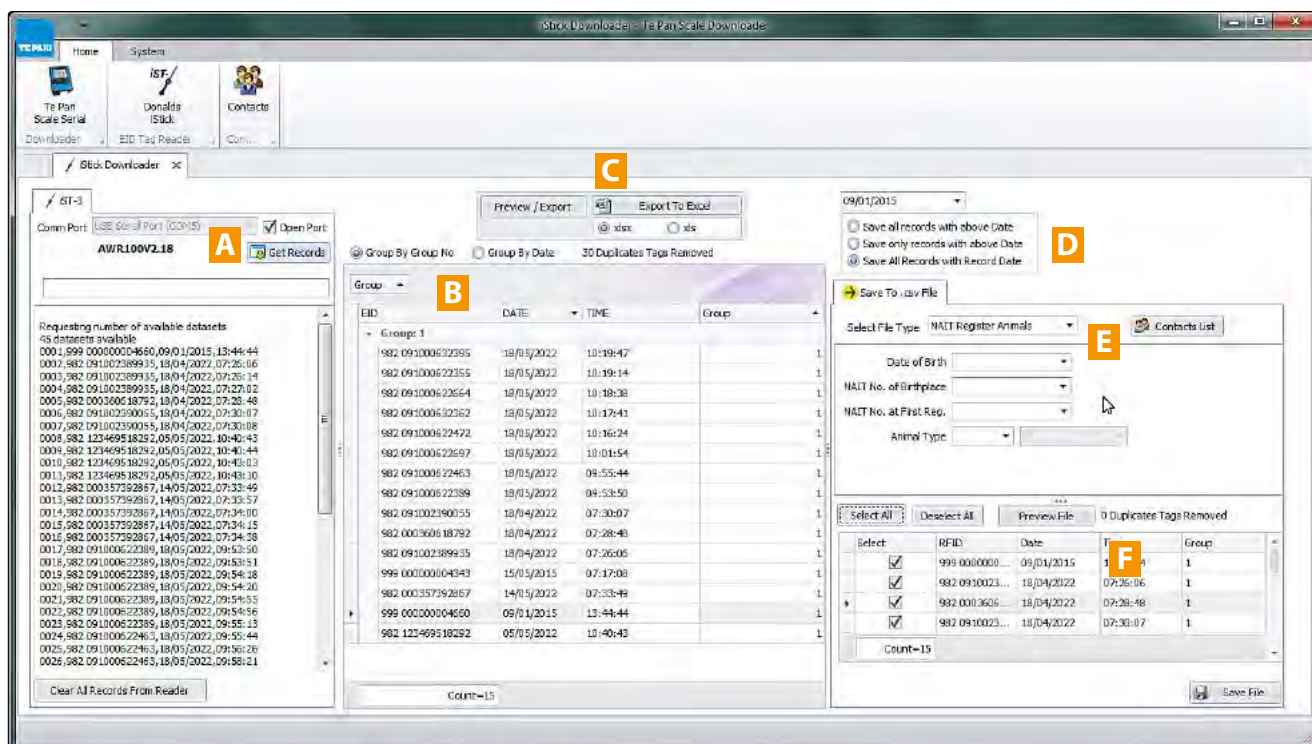 iStick Downloader - Te Pari Scale Downloader
TE PARI
Home System
iST-/
Te Pari
Scale Serial
Donalds
iStick
Contacts
Downloader EID Tag Reader Com...
iStick Downloader
iST-3
Comm Port USB Serial Port (COM5) Open Port
AWR100V2.18
A
Get Records
Requesting number of available datasets
45 datasets available
0001,999 000000004660,09/01/2015,13:44:44
0002,982 091002389935,18/04/2022,07:26:06
0003,982 091002389935,18/04/2022,07:26:14
0004,982 091002389935,18/04/2022,07:27:02
0005,982 000360618792,18/04/2022,07:28:48
0006,982 091002390055,18/04/2022,07:30:07
0007,982 091002390055,18/04/2022,07:30:08
0008,982 123469518292,05/05/2022,10:40:43
0009,982 123469518292,05/05/2022,10:40:44
0010,982 123469518292,05/05/2022,10:43:03
0011,982 123469518292,05/05/2022,10:43:10
0012,982 000357392867,14/05/2022,07:33:49
0013,982 000357392867,14/05/2022,07:33:57
0014,982 000357392867,14/05/2022,07:34:00
0015,982 000357392867,14/05/2022,07:34:15
0016,982 000357392867,14/05/2022,07:34:38
0017,982 091000622389,18/05/2022,09:53:50
0018,982 091000622389,18/05/2022,09:53:51
0019,982 091000622389,18/05/2022,09:54:18
0020,982 091000622389,18/05/2022,09:54:20
0021,982 091000622389,18/05/2022,09:54:55
0022,982 091000622389,18/05/2022,09:54:56
0023,982 091000622389,18/05/2022,09:55:13
0024,982 091000622463,18/05/2022,09:55:44
0025,982 091000622463,18/05/2022,09:56:26
0026,982 091000622463,18/05/2022,09:58:21
Clear All Records From Reader
C
Preview / Export Export To Excel
xlsx xls
Group By Group No Group By Date 30 Duplicates Tags Removed
Group
B
EID DATE TIME Group
Group: 1
982 091000632395 18/05/2022 10:19:47 1
982 091000622355 18/05/2022 10:19:14 1
982 091000622664 18/05/2022 10:18:38 1
982 091000632362 18/05/2022 10:17:41 1
982 091000622472 18/05/2022 10:16:24 1
982 091000622697 18/05/2022 10:01:54 1
982 091000622463 18/05/2022 09:55:44 1
982 091000622389 18/05/2022 09:53:50 1
982 091002390055 18/04/2022 07:30:07 1
982 000360618792 18/04/2022 07:28:48 1
982 091002389935 18/04/2022 07:26:06 1
999 000000004343 15/05/2015 07:17:08 1
982 000357392867 14/05/2022 07:33:49 1
999 000000004660 09/01/2015 13:44:44 1
982 123469518292 05/05/2022 10:40:43 1
Count=15
09/01/2015
Save all records with above Date
Save only records with above Date
Save All Records with Record Date
D
Save To .csv File
Select File Type NAIT Register Animals
E
Contacts List
Date of Birth
NAIT No. of Birthplace
NAIT No. at First Reg.
Animal Type
Select All Deselect All Preview File 0 Duplicates Tags Removed
Select RFID Date Group
F
999 0000000... 09/01/2015 1
982 0910023... 18/04/2022 07:26:06 1
982 0003606... 18/04/2022 07:28:48 1
982 0910023... 18/04/2022 07:30:07 1
Count=15
Save File